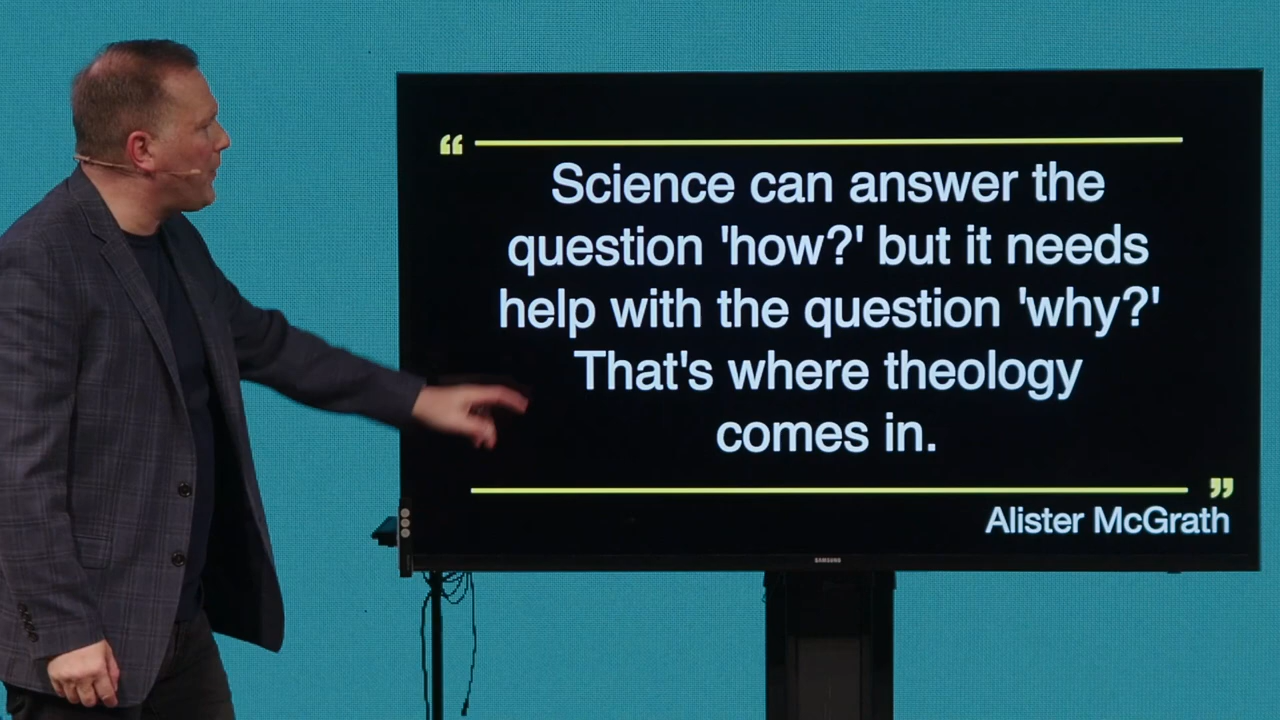 “
Science can answer the
question 'how?' but it needs
help with the question 'why?'
That's where theology
comes in.
”
Alister McGrath
SAMSUNG